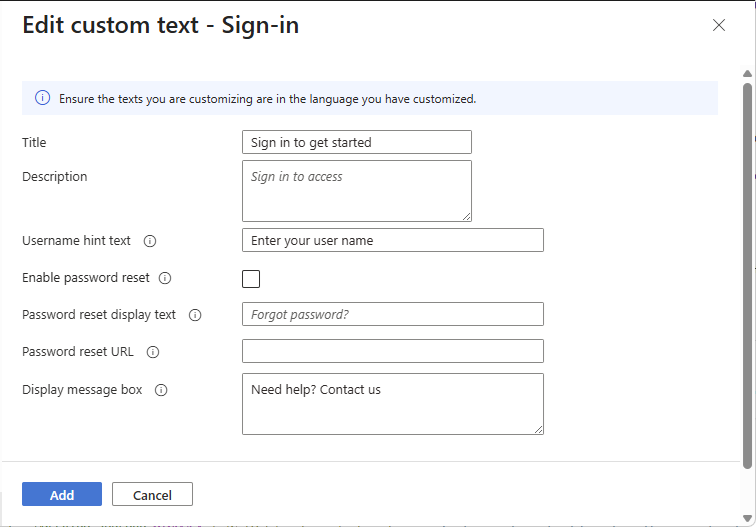 Edit custom text - Sign-in
Ensure the texts you are customizing are in the language you have customized.
Title
Sign in to get started
Description
Sign in to access
Username hint text
Enter your user name
Enable password reset
Password reset display text
Forgot password?
Password reset URL
Display message box
Need help? Contact us
Add
Cancel